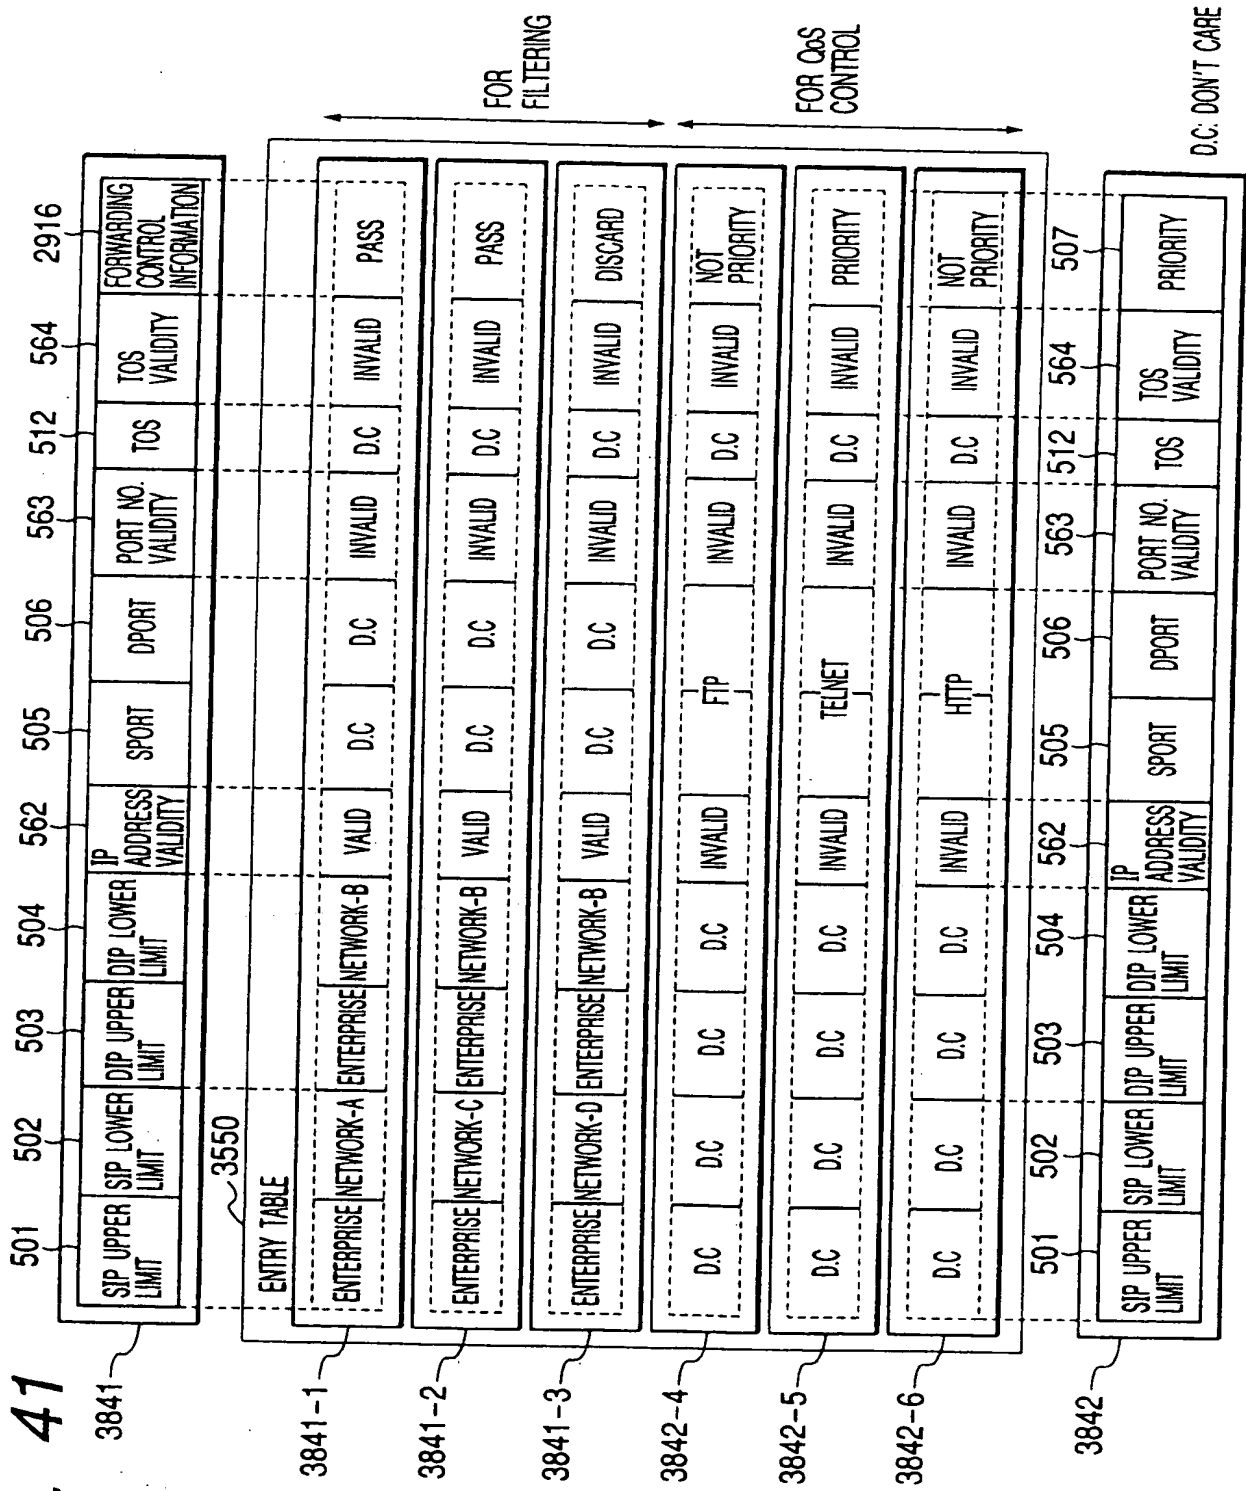 41
501
502
503
504
562
505
506
563
512
564
2916
3841
SIP UPPER
LIMIT
SIP LOWER
LIMIT
DIP UPPER
LIMIT
DIP LOWER
LIMIT
IP
ADDRESS
VALIDITY
SPORT
DPORT
PORT NO.
VALIDITY
TOS
TOS
VALIDITY
FORWARDING
CONTROL
INFORMATION
3550
ENTRY TABLE
3841-1
ENTERPRISE
NETWORK-A
ENTERPRISE
NETWORK-B
VALID
D.C
D.C
INVALID
D.C
INVALID
PASS
3841-2
ENTERPRISE
NETWORK-C
ENTERPRISE
NETWORK-B
VALID
D.C
D.C
INVALID
D.C
INVALID
PASS
3841-3
ENTERPRISE
NETWORK-D
ENTERPRISE
NETWORK-B
VALID
D.C
D.C
INVALID
D.C
INVALID
DISCARD
FOR
FILTERING
3842-4
D.C
D.C
D.C
D.C
INVALID
FTP
INVALID
D.C
INVALID
NOT
PRIORITY
3842-5
D.C
D.C
D.C
D.C
INVALID
TELNET
INVALID
D.C
INVALID
PRIORITY
3842-6
D.C
D.C
D.C
D.C
INVALID
HTTP
INVALID
D.C
INVALID
NOT
PRIORITY
FOR QoS
CONTROL
501
502
503
504
562
505
506
563
512
564
507
3842
SIP UPPER
LIMIT
SIP LOWER
LIMIT
DIP UPPER
LIMIT
DIP LOWER
LIMIT
IP
ADDRESS
VALIDITY
SPORT
DPORT
PORT NO.
VALIDITY
TOS
TOS
VALIDITY
PRIORITY
D.C: DON'T CARE